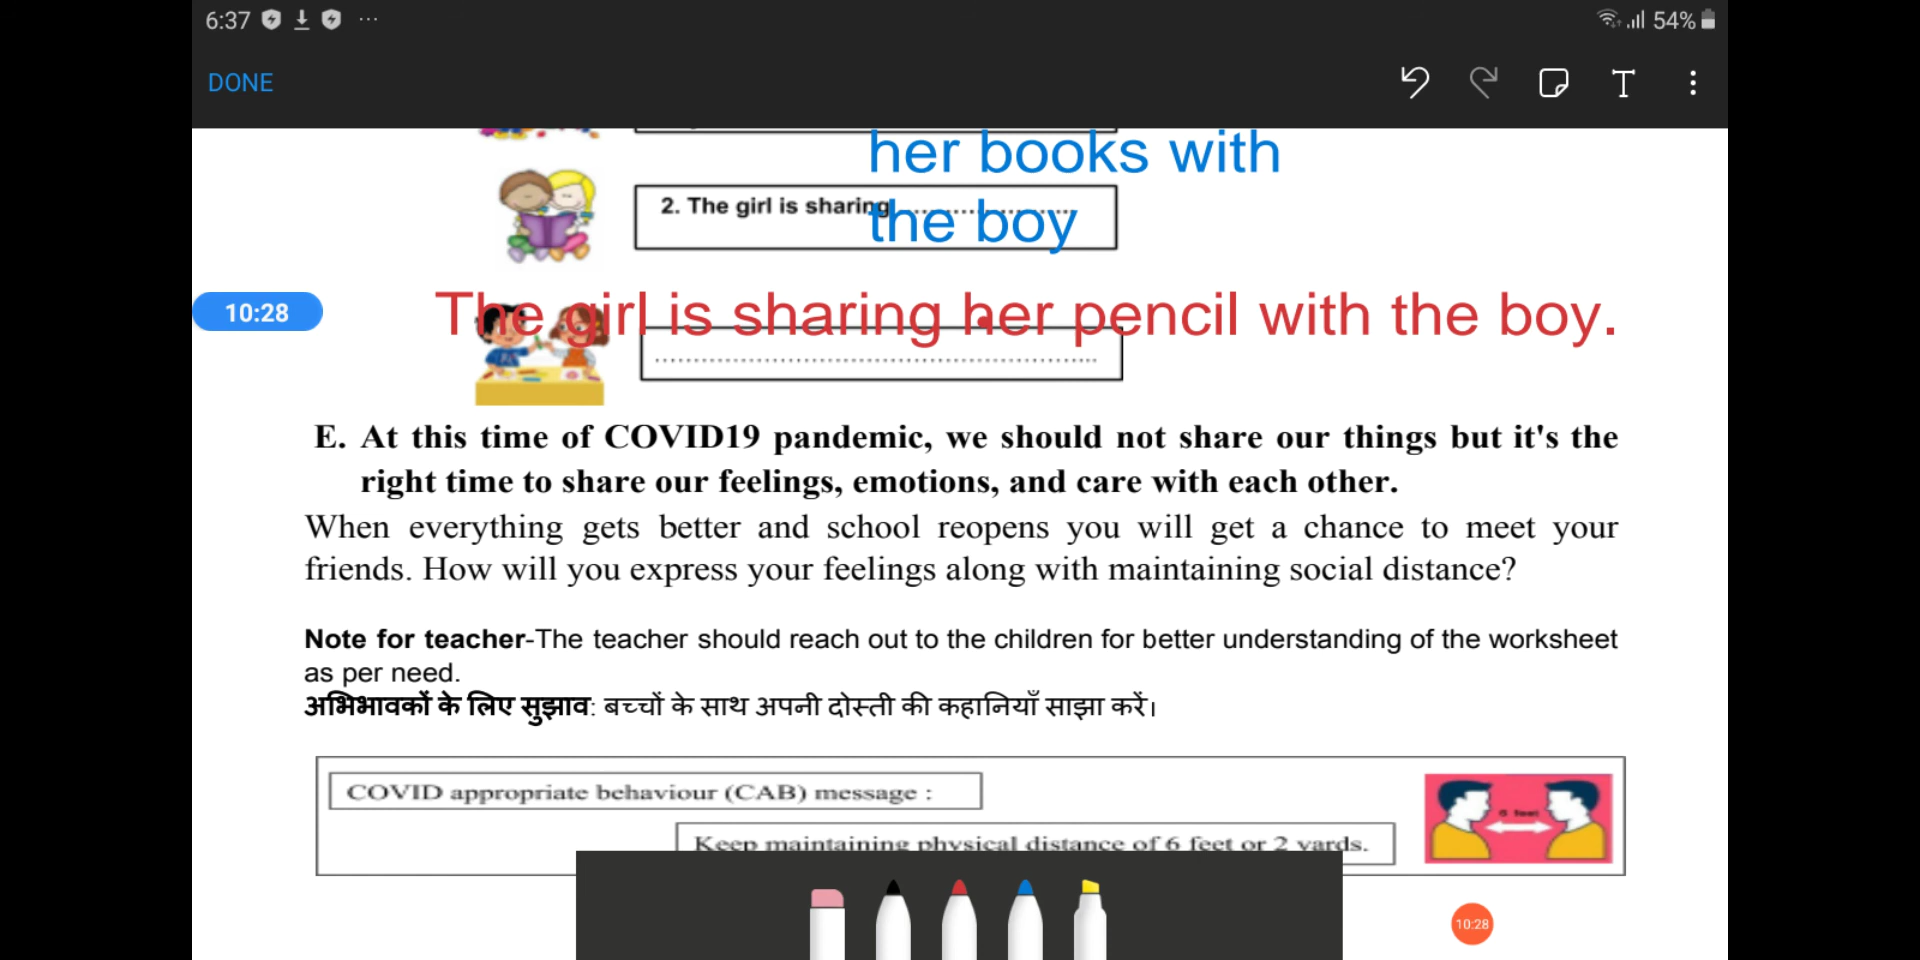 6:37
54%
DONE
her books with
2. The girl is sharing
the boy
10:28
The girl is sharing her pencil with the boy.
E. At this time of COVID19 pandemic, we should not share our things but it's the
right time to share our feelings, emotions, and care with each other.
When everything gets better and school reopens you will get a chance to meet your
friends. How will you express your feelings along with maintaining social distance?
Note for teacher-The teacher should reach out to the children for better understanding of the worksheet
as per need.
अभिभावकों के लिए सुझाव: बच्चों के साथ अपनी दोस्ती की कहानियाँ साझा करें।
COVID appropriate behaviour (CAB) message :
6 feet
Keep maintaining physical distance of 6 feet or 2 yards.
10:28